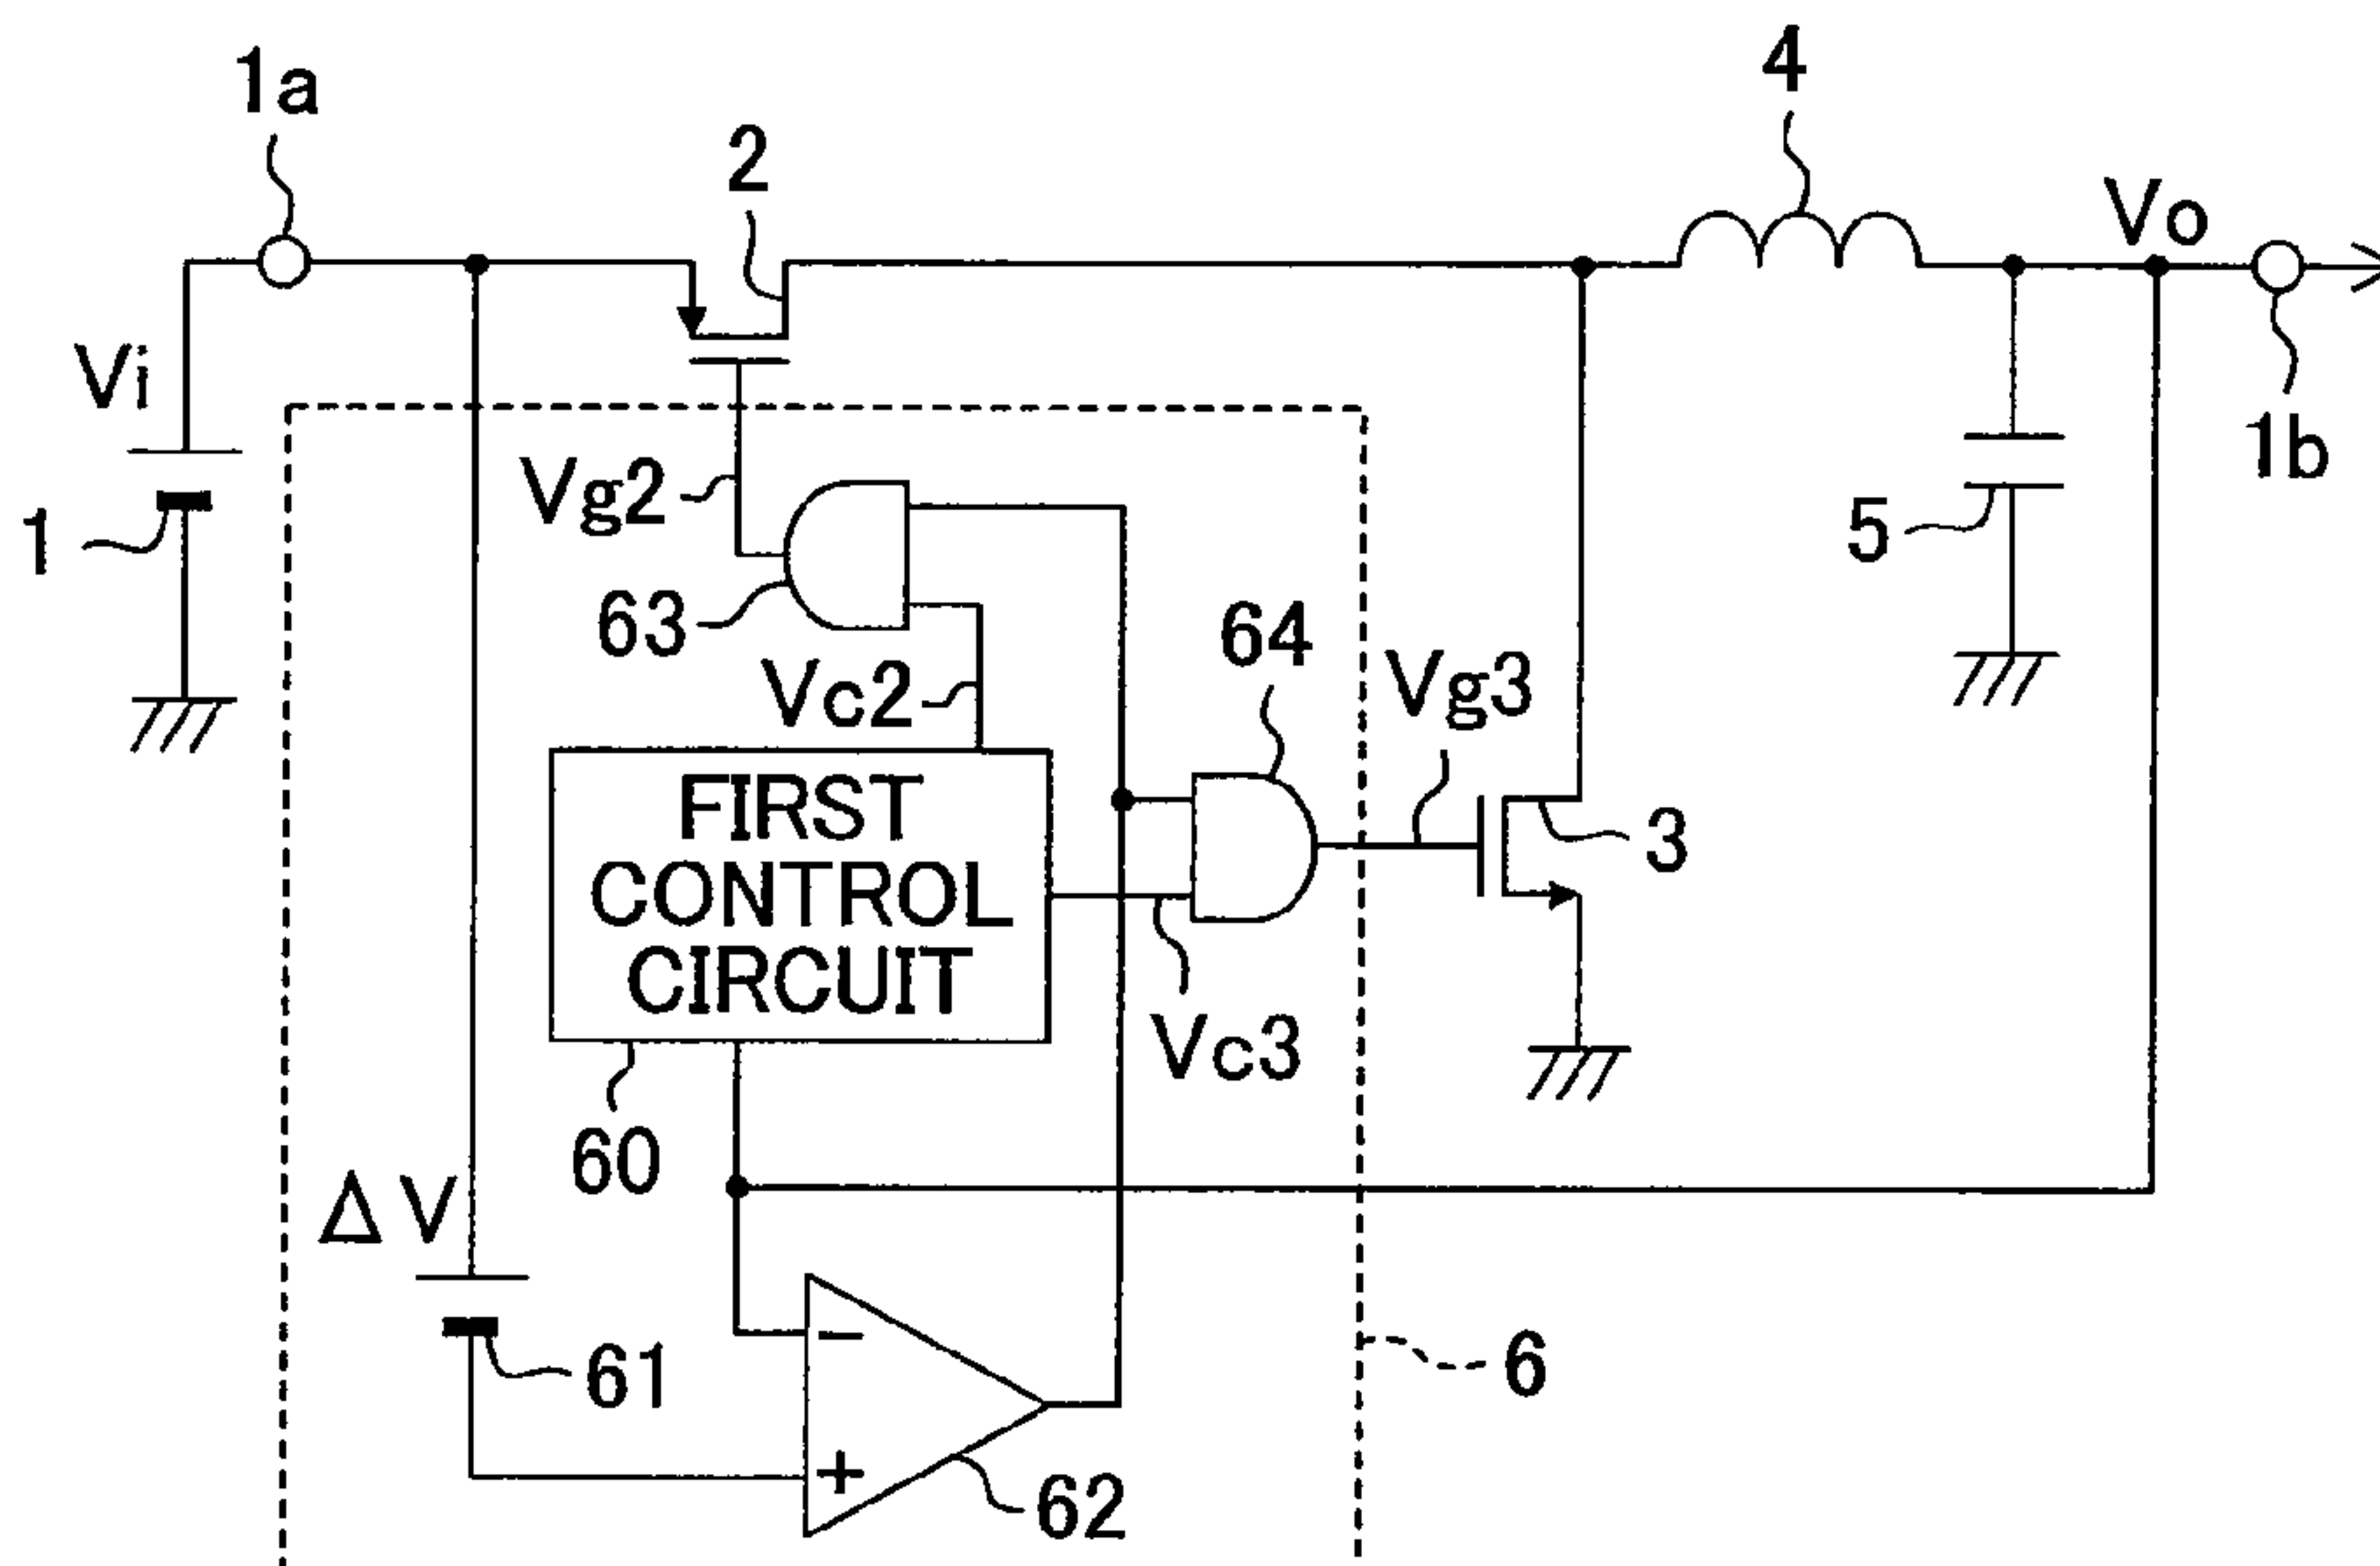 1a
2
4
Vo
Vi
1b
1
Vg2
5
63
64
Vc2
Vg3
FIRST
CONTROL
CIRCUIT
3
Vc3
60
ΔV
−
61
6
+
62